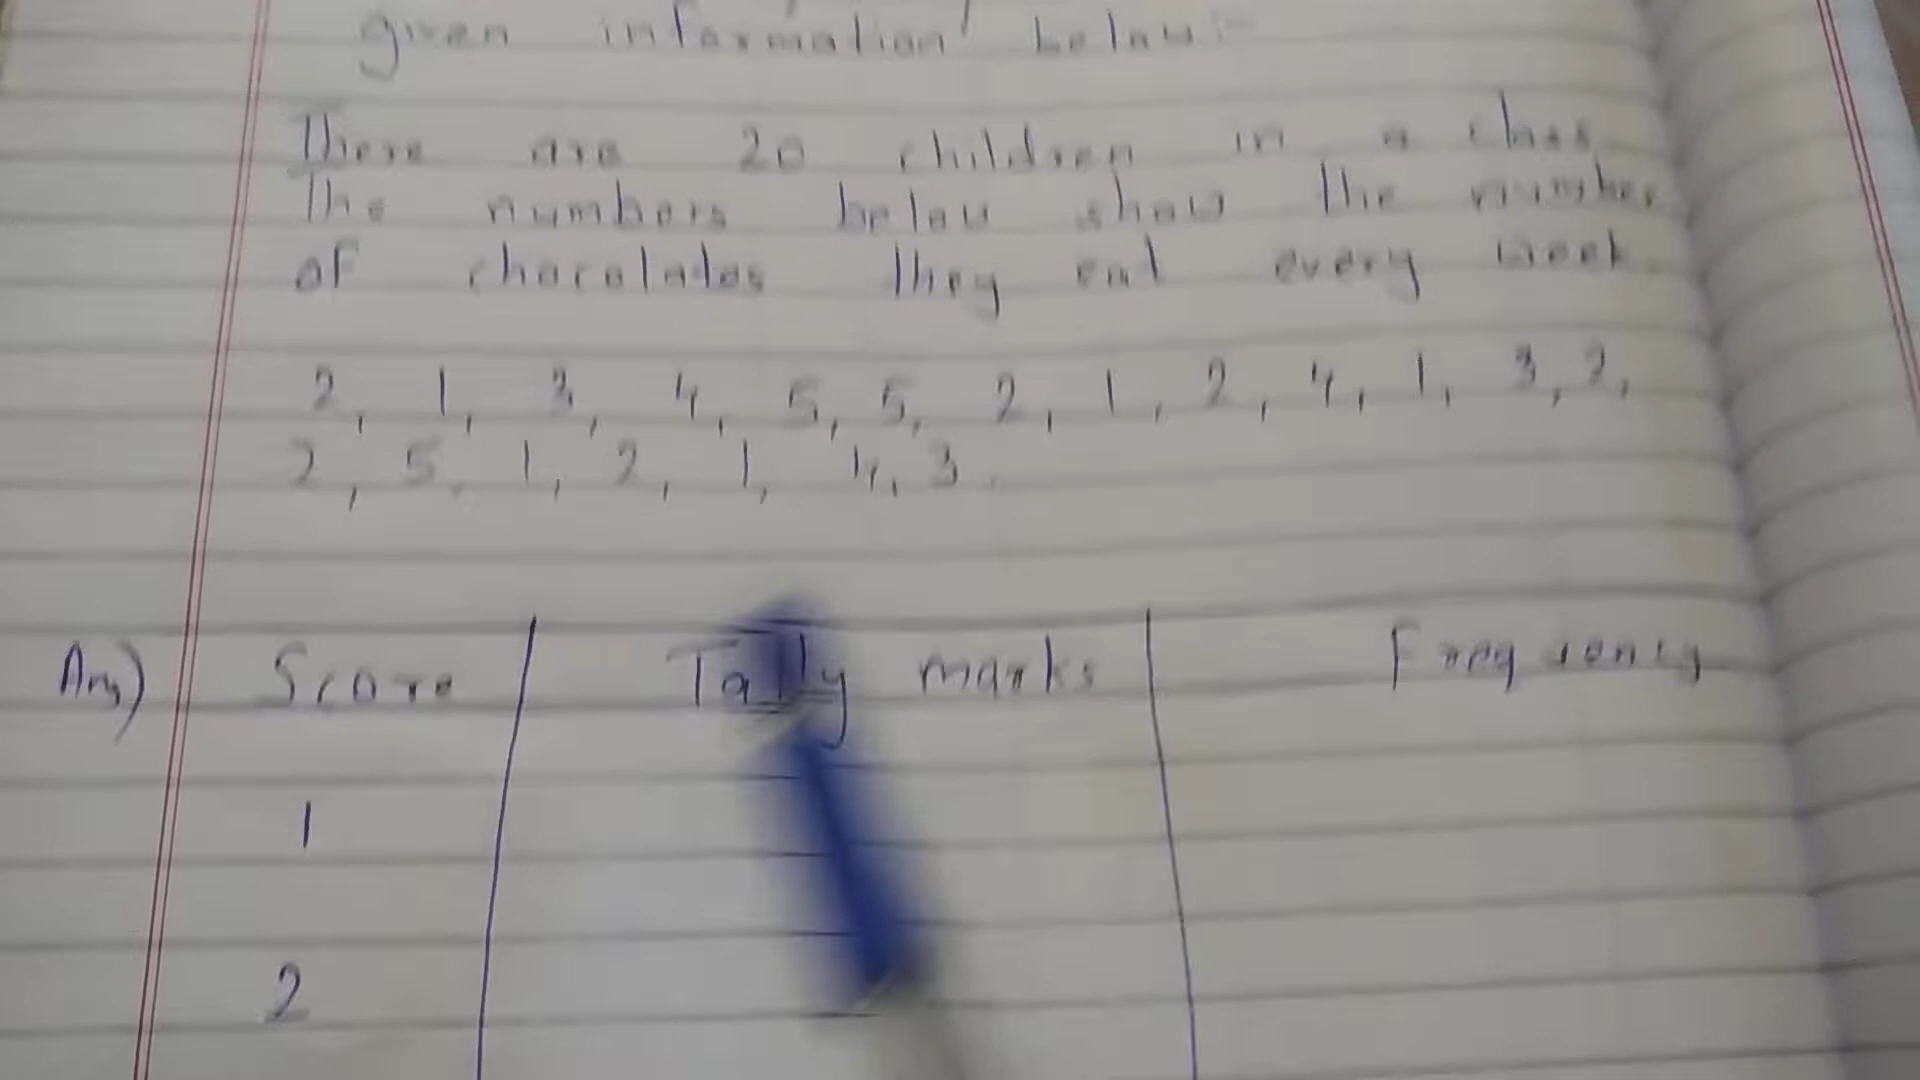 given information below:-
There are 20 children in a class.
The numbers below show the number
of chocolates they eat every week.
2, 1, 3, 4, 5, 5, 2, 1, 2, 4, 1, 3, 2,
2, 5, 1, 2, 1, 4, 3.
Ans) Score Tally marks Frequency
1
2